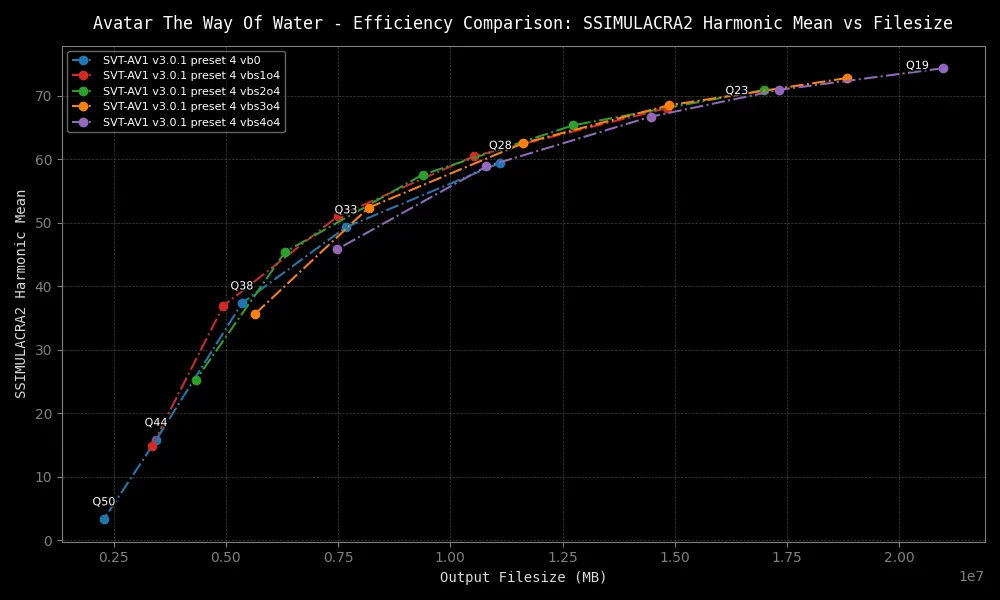 Avatar The Way Of Water - Efficiency Comparison: SSIMULACRA2 Harmonic Mean vs Filesize
SVT-AV1 v3.0.1 preset 4 vb0
SVT-AV1 v3.0.1 preset 4 vbs1o4
SVT-AV1 v3.0.1 preset 4 vbs2o4
SVT-AV1 v3.0.1 preset 4 vbs3o4
SVT-AV1 v3.0.1 preset 4 vbs4o4
Q19
Q23
Q28
Q33
Q38
Q44
Q50
SSIMULACRA2 Harmonic Mean
70
60
50
40
30
20
10
0
0.25 0.50 0.75 1.00 1.25 1.50 1.75 2.00
1e7
Output Filesize (MB)